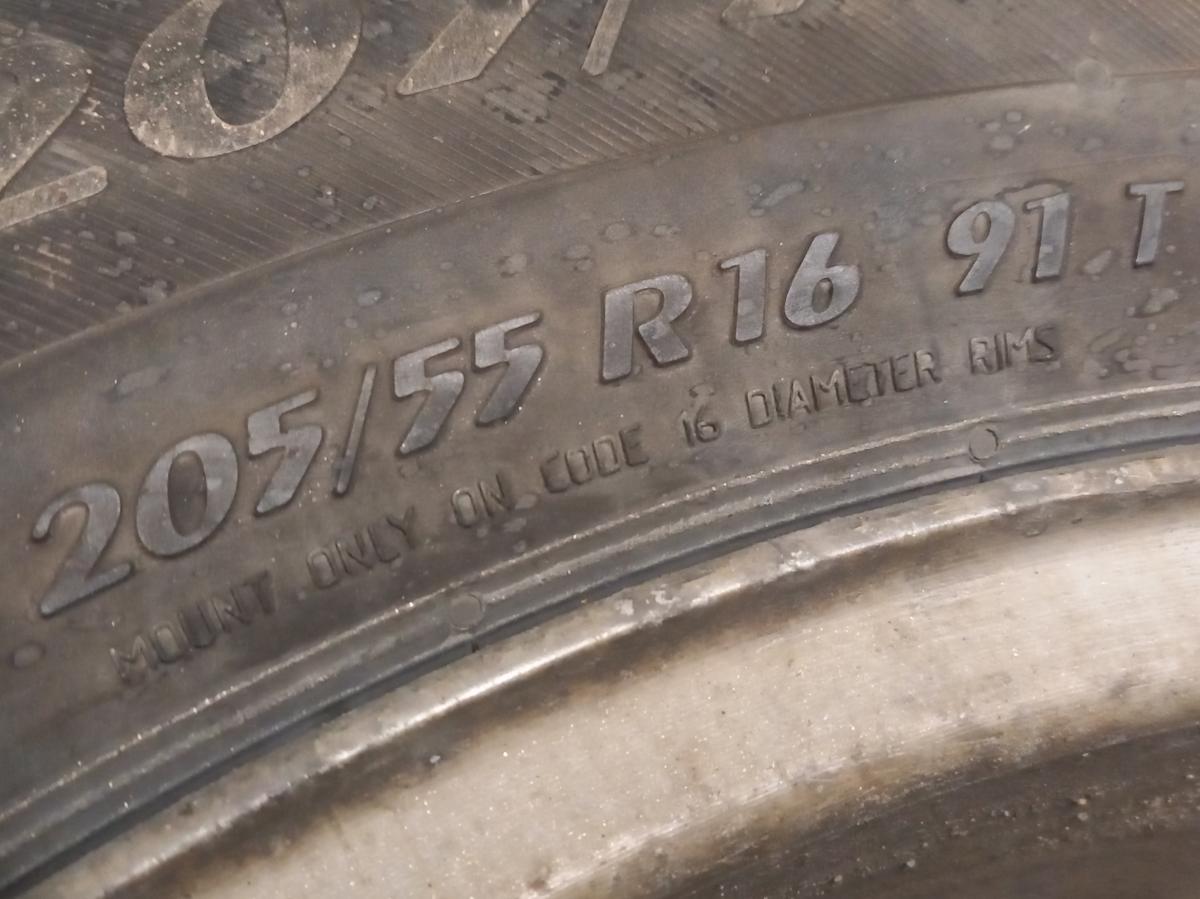 205/55 R16 91 T
MOUNT ONLY ON CODE 16 DIAMETER RIMS